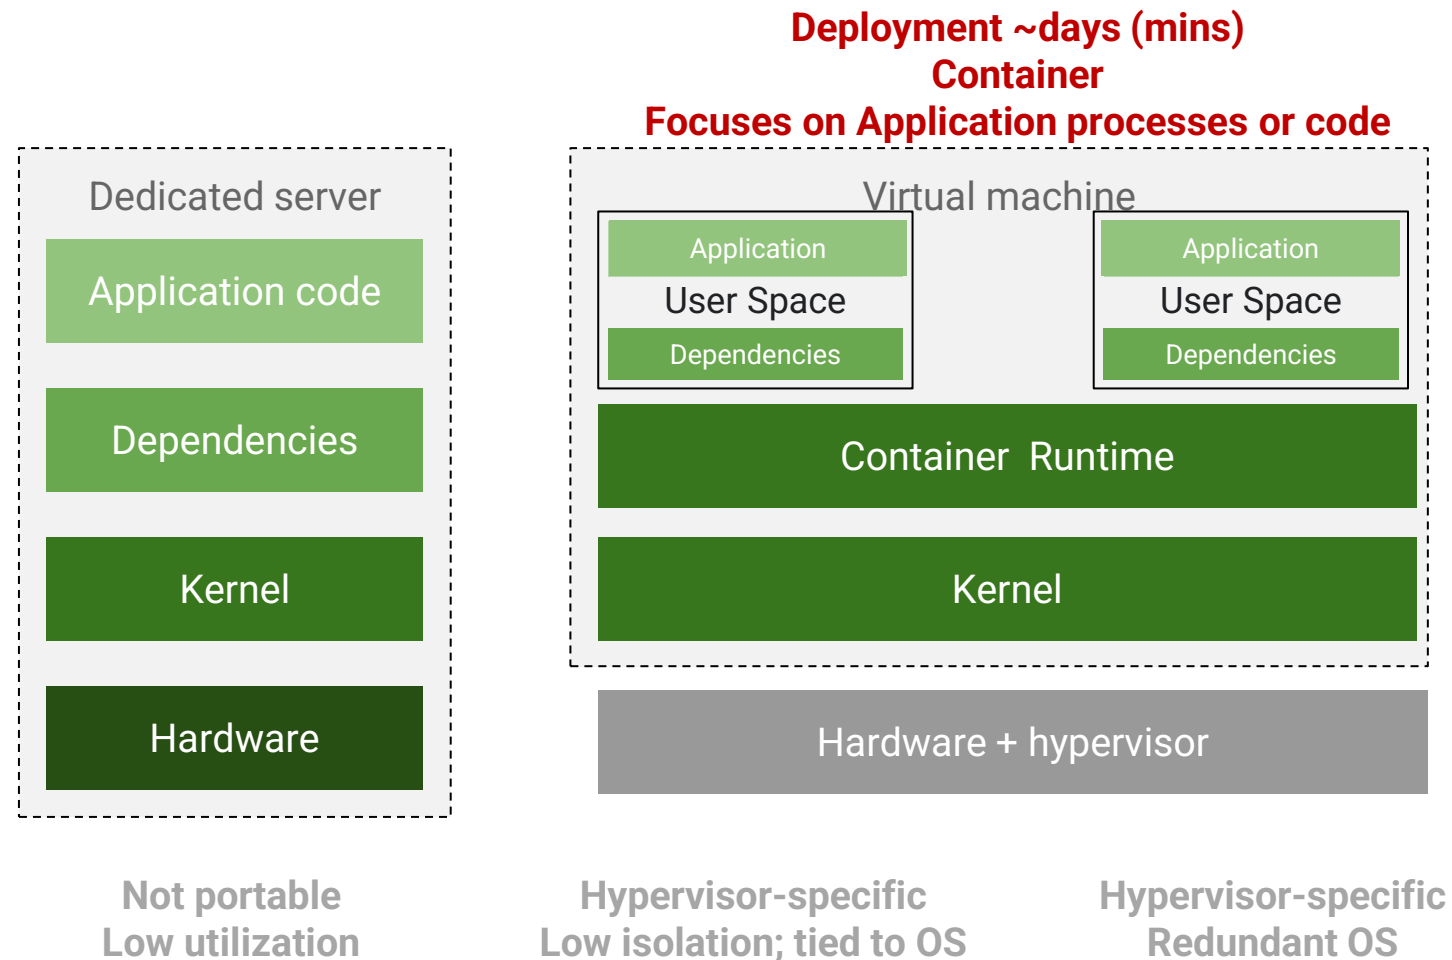 Deployment ~days (mins)
Container
Focuses on Application processes or code
Dedicated server
Application code
Dependencies
Kernel
Hardware
Virtual machine
Application
User Space
Dependencies
Application
User Space
Dependencies
Container Runtime
Kernel
Hardware + hypervisor
Not portable
Low utilization
Hypervisor-specific
Low isolation; tied to OS
Hypervisor-specific
Redundant OS